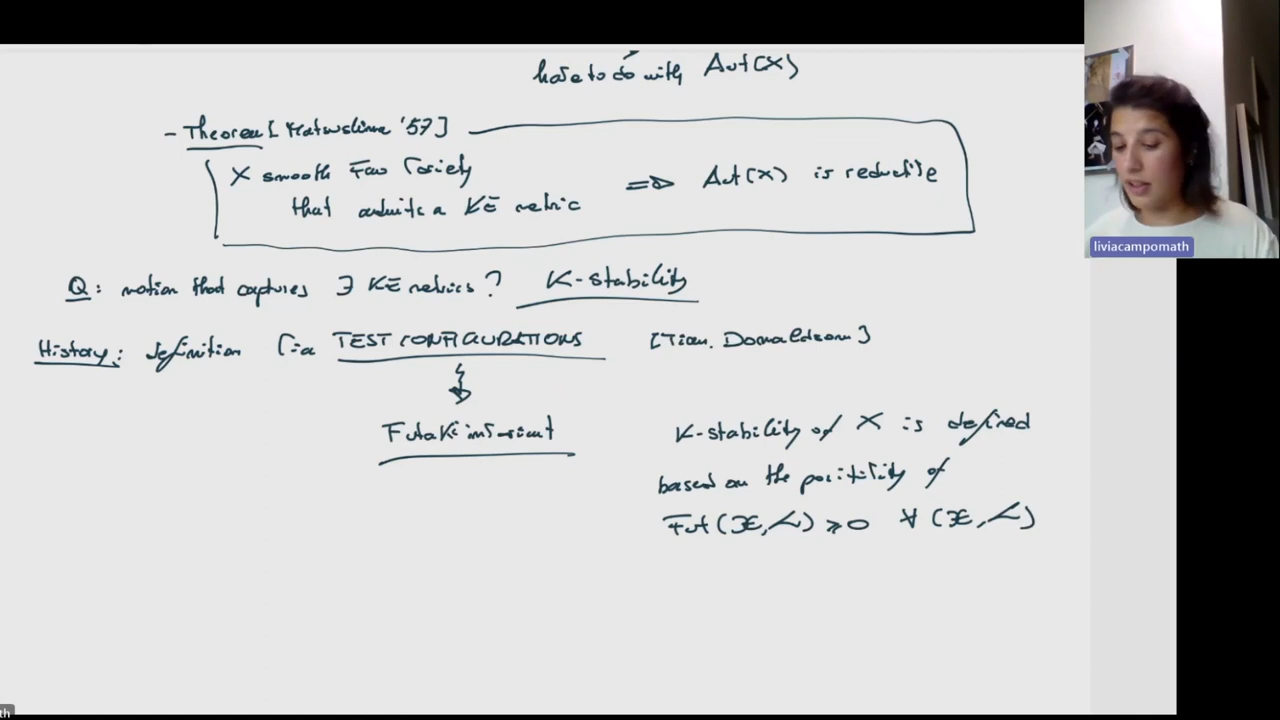 have to do with Aut(X)
- Theorem [Matsushima '57]
X smooth Fano variety
that admits a KE metric ⟹ Aut(X) is reductive
Q: notion that captures ∃ KE metrics? K-stability
History: definition via TEST CONFIGURATIONS [Tian, Donaldson]
Futaki invariant
K-stability of X is defined
based on the positivity of
Fut(𝒳, ℒ) ≥ 0 ∀ (𝒳, ℒ)
liviacampomath
th